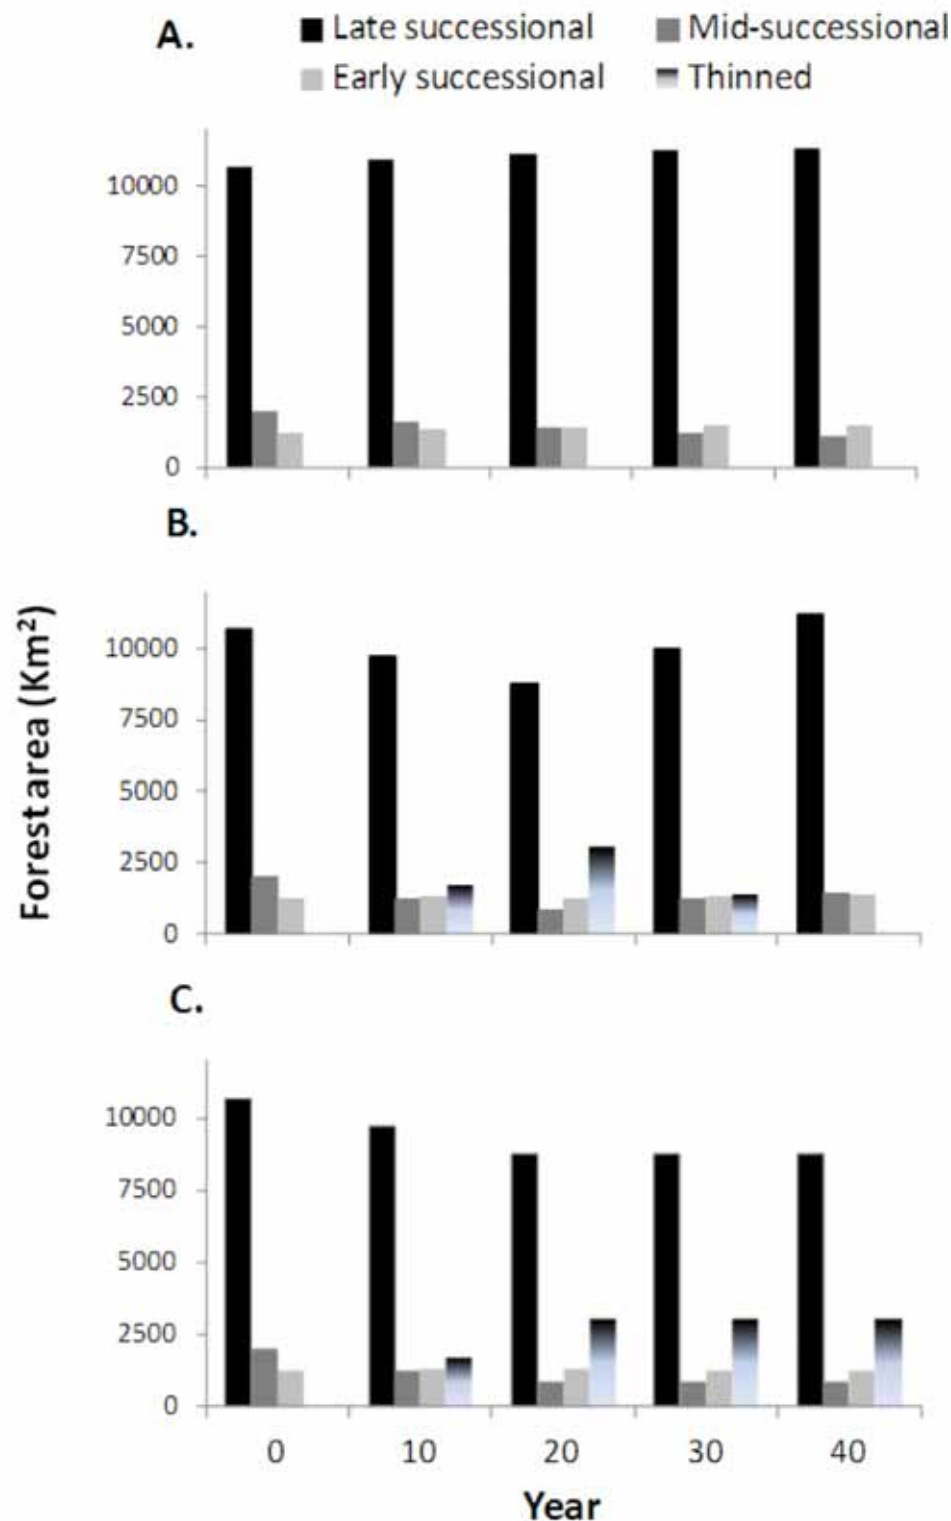 A.
Late successional
Mid-successional
Early successional
Thinned
10000
7500
5000
2500
0
B.
Forest area (Km²)
10000
7500
5000
2500
0
C.
10000
7500
5000
2500
0
0 10 20 30 40
Year